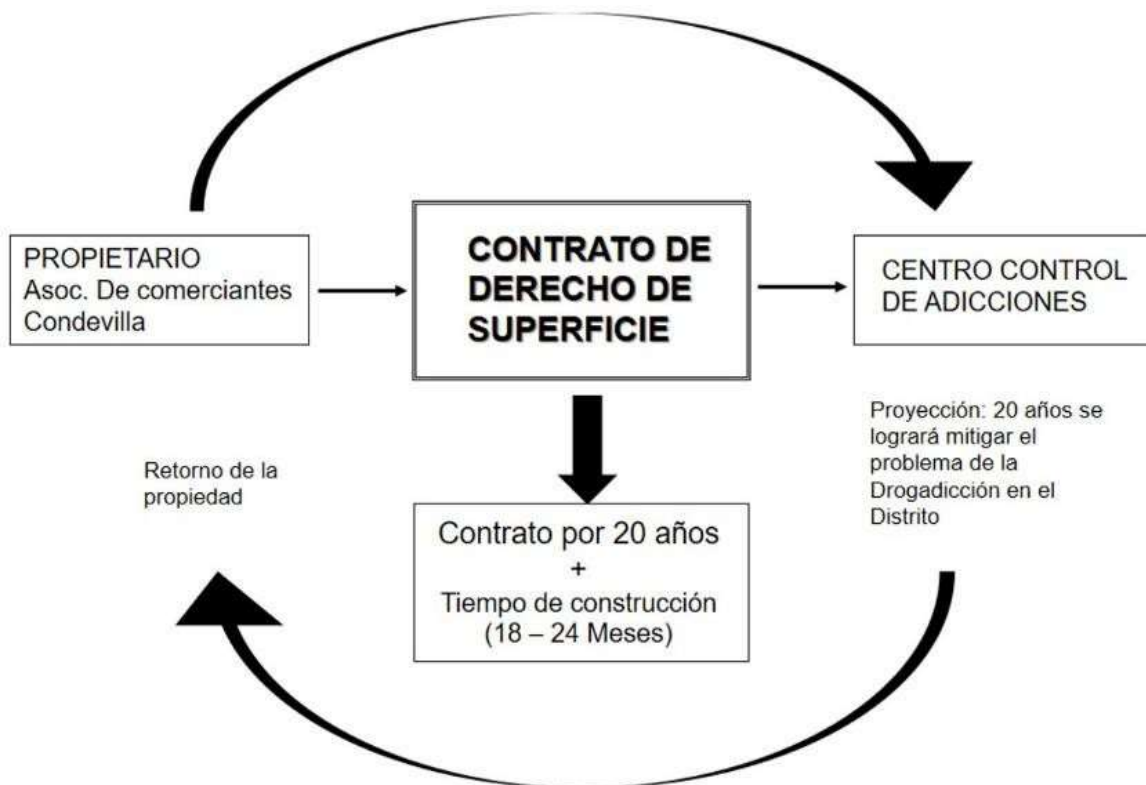 PROPIETARIO
Asoc. De comerciantes
Condevilla
CONTRATO DE
DERECHO DE
SUPERFICIE
CENTRO CONTROL
DE ADICCIONES
Retorno de la
propiedad
Contrato por 20 años
+
Tiempo de construcción
(18 – 24 Meses)
Proyección: 20 años se
logrará mitigar el
problema de la
Drogadicción en el
Distrito